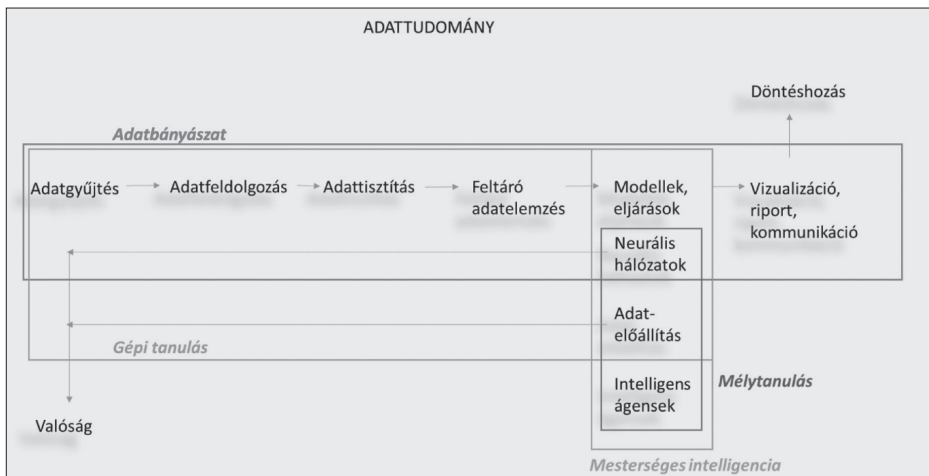 ADATTUDOMÁNY
Döntéshozás
Adatbányászat
Adatgyűjtés
Adatfeldolgozás
Adattisztítás
Feltáró
adatelemzés
Modellek,
eljárások
Vizualizáció,
riport,
kommunikáció
Neurális
hálózatok
Adat-
előállítás
Gépi tanulás
Intelligens
ágensek
Mélytanulás
Valóság
Mesterséges intelligencia